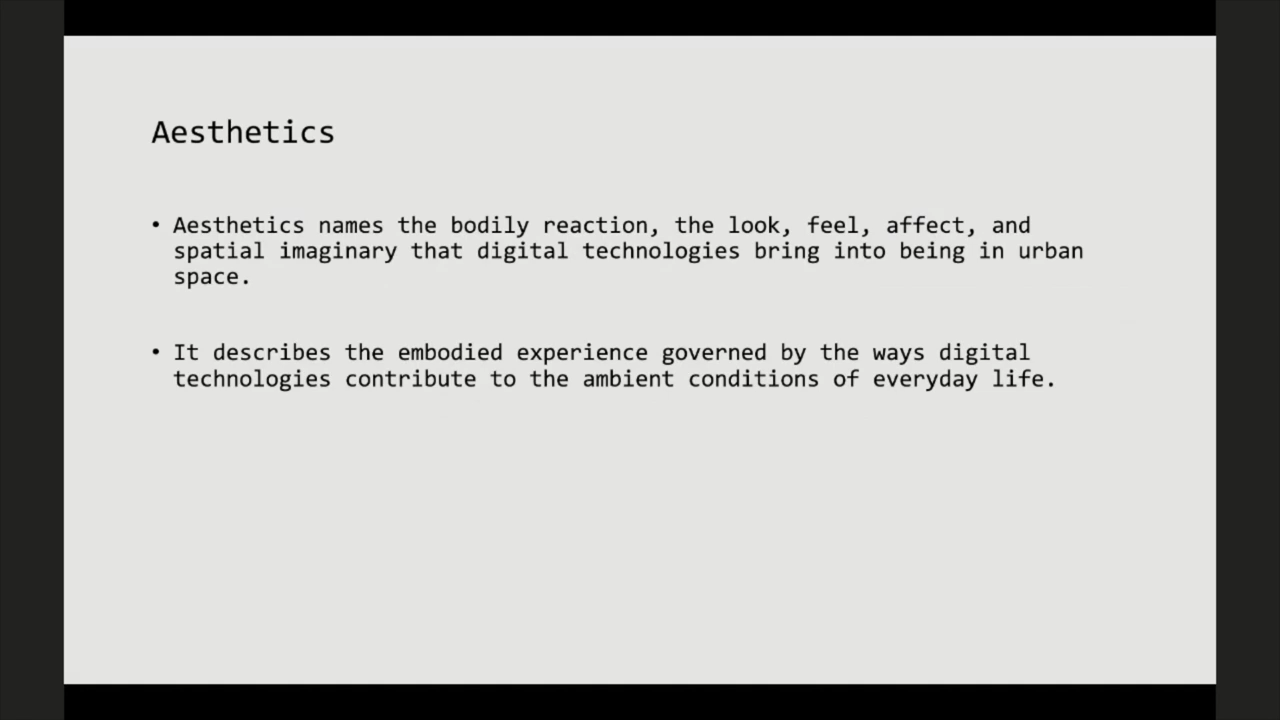 Aesthetics
• Aesthetics names the bodily reaction, the look, feel, affect, and
spatial imaginary that digital technologies bring into being in urban
space.
• It describes the embodied experience governed by the ways digital
technologies contribute to the ambient conditions of everyday life.